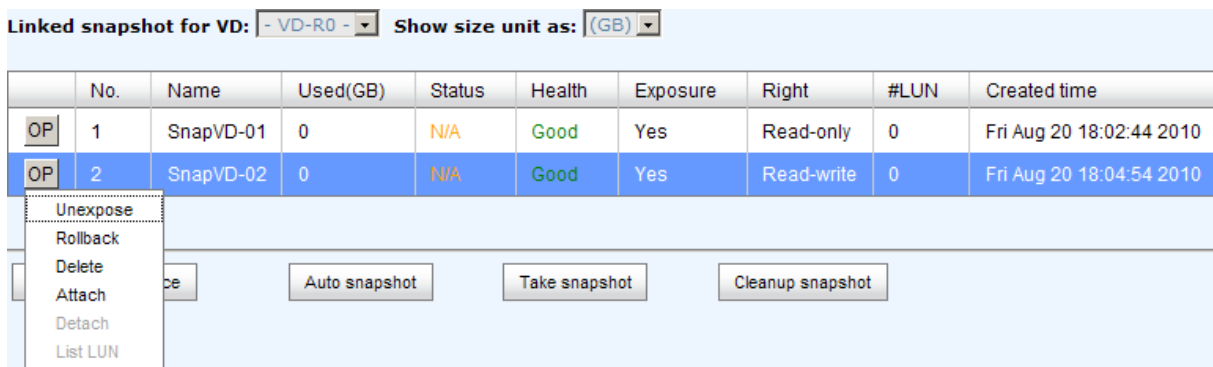 Linked snapshot for VD: - VD-R0 - Show size unit as: (GB)
No. Name Used(GB) Status Health Exposure Right #LUN Created time
OP 1 SnapVD-01 0 N/A Good Yes Read-only 0 Fri Aug 20 18:02:44 2010
OP 2 SnapVD-02 0 N/A Good Yes Read-write 0 Fri Aug 20 18:04:54 2010
Unexpose
Rollback
Delete
Attach
Detach
List LUN
ce Auto snapshot Take snapshot Cleanup snapshot